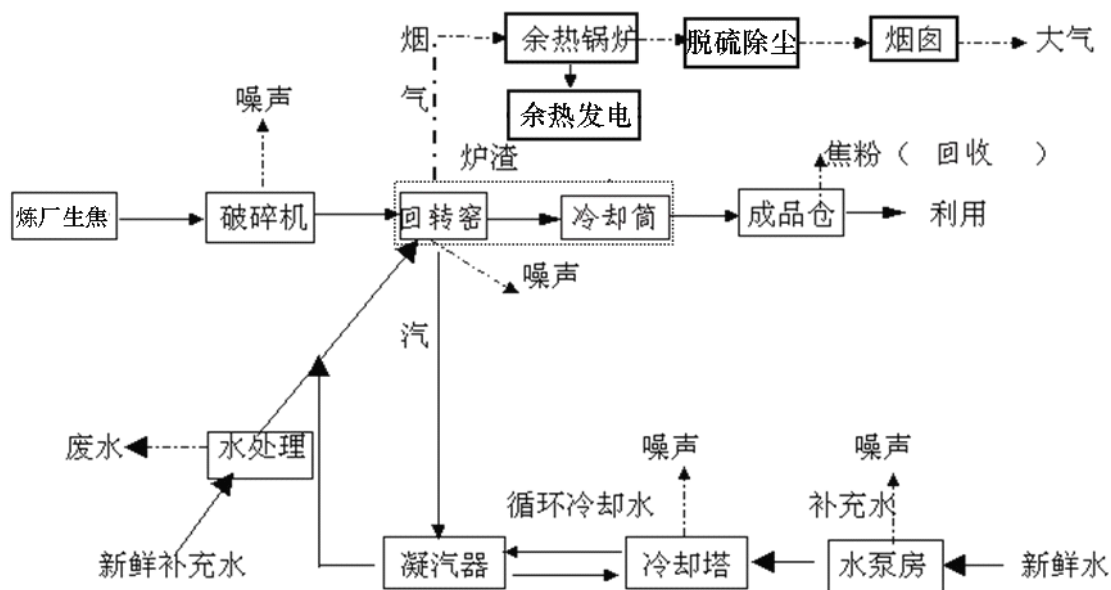 烟 余热锅炉 脱硫除尘 烟囱 大气
气
噪声 余热发电
炉渣 焦粉（ 回收 ）
炼厂生焦 破碎机 回转窑 冷却筒 成品仓 利用
噪声
汽
废水 水处理 噪声 噪声
循环冷却水 补充水
新鲜补充水 凝汽器 冷却塔 水泵房 新鲜水